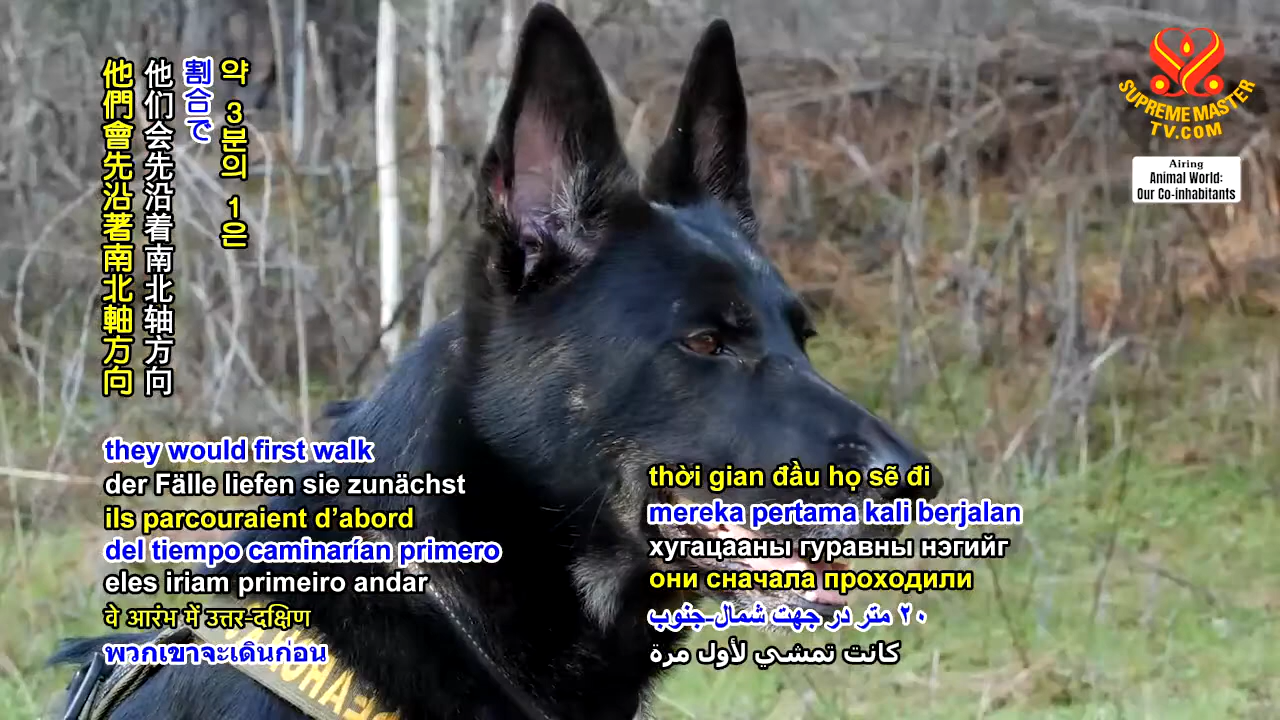 약 3분의 1은
割合で
他们会先沿着南北轴方向
他們會先沿著南北軸方向
SUPREME MASTER
TV.COM
Airing
Animal World:
Our Co-inhabitants
they would first walk
der Fälle liefen sie zunächst
ils parcouraient d’abord
del tiempo caminarían primero
eles iriam primeiro andar
वे आरंभ में उत्तर-दक्षिण
พวกเขาจะเดินก่อน
thời gian đầu họ sẽ đi
mereka pertama kali berjalan
хугацааны гуравны нэгийг
они сначала проходили
۲۰ متر در جهت شمال-جنوب
كانت تمشي لأول مرة